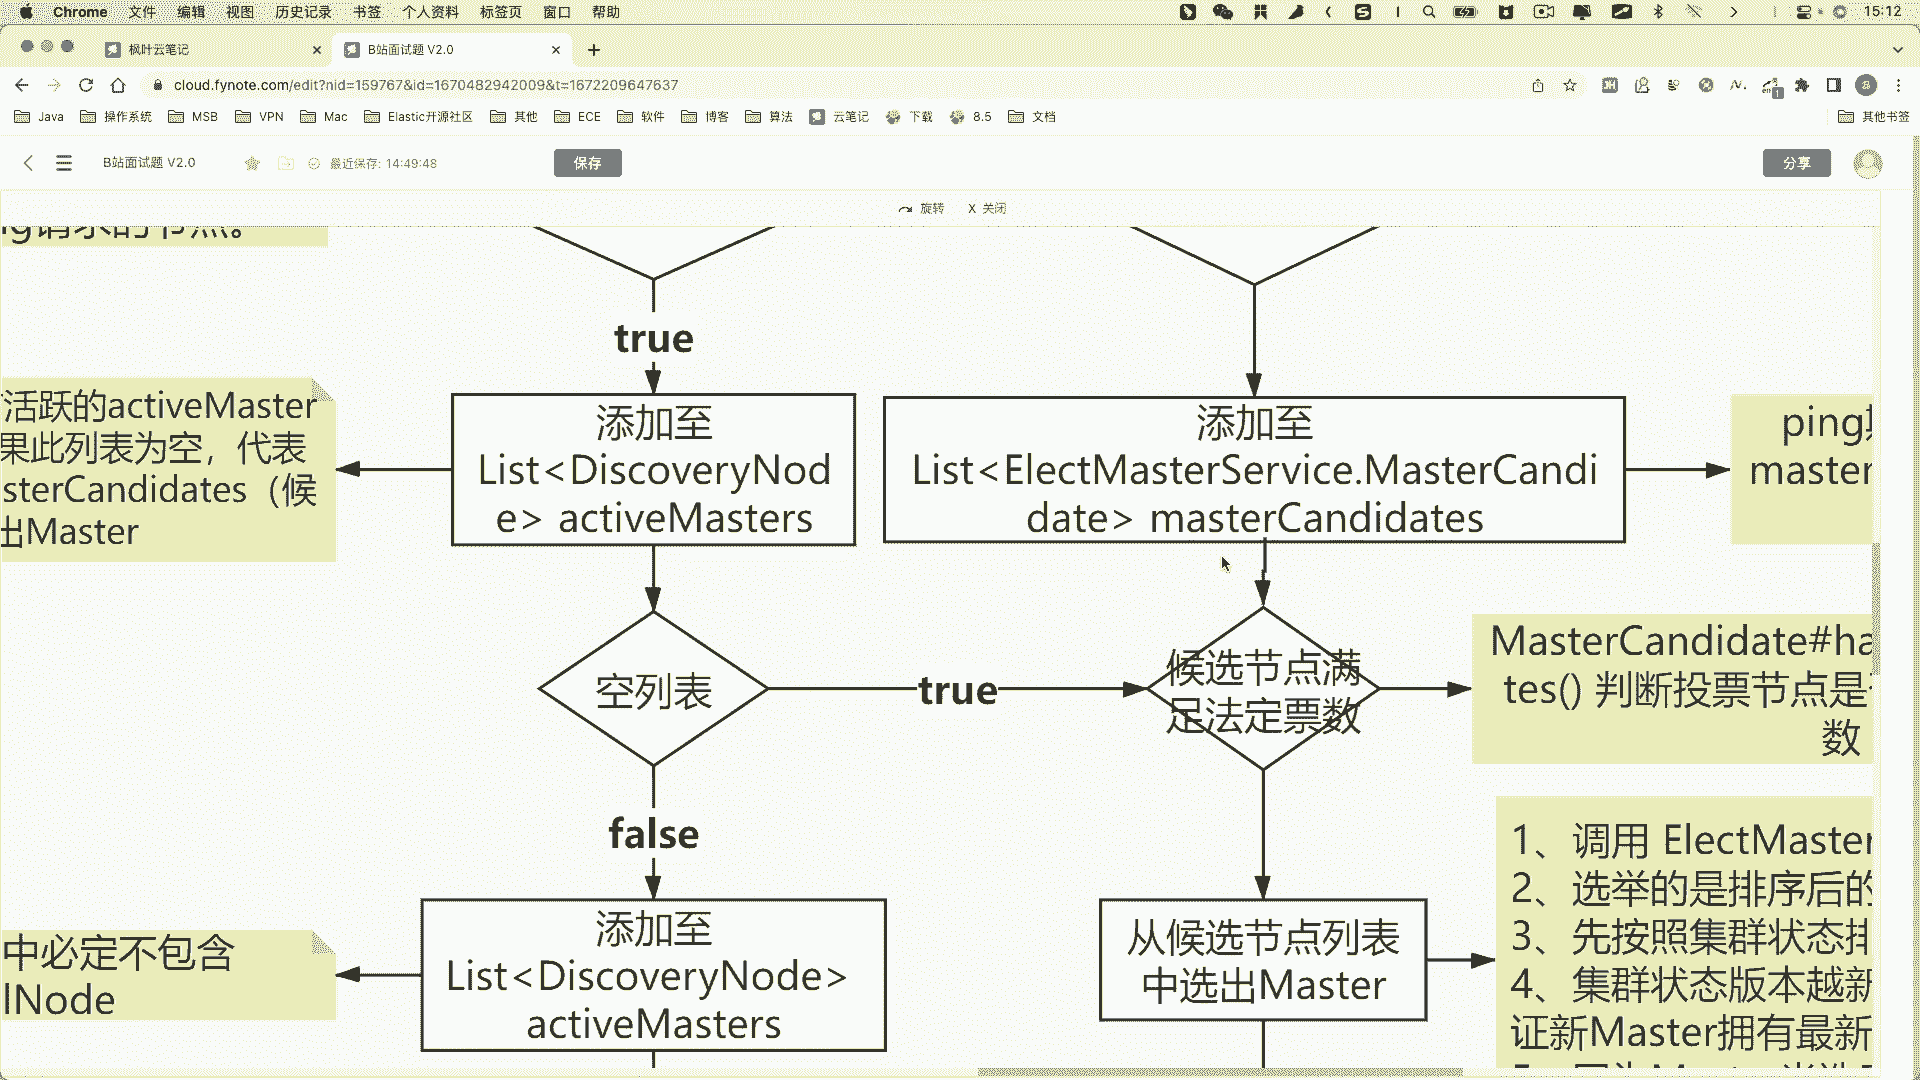 Chrome 文件 编辑 视图 历史记录 书签 个人资料 标签页 窗口 帮助 15:12
枫叶云笔记
B站面试题 V2.0
cloud.fynote.com/edit?nid=159767&id=1670482942009&t=1672209647637
Java 操作系统 MSB VPN Mac Elastic开源社区 其他 ECE 软件 博客 算法 云笔记 下载 8.5 文档 其他书签
B站面试题 V2.0 最近保存: 14:49:48 保存 分享
旋转 X 关闭
ng请求的节点。
true
活跃的activeMaster
果此列表为空，代表
sterCandidates（候
出Master
添加至
List<DiscoveryNod
e> activeMasters
添加至
List<ElectMasterService.MasterCandi
date> masterCandidates
ping
master
空列表
true
候选节点满
足法定票数
MasterCandidate#ha
tes() 判断投票节点是
数
false
添加至
List<DiscoveryNode>
activeMasters
中必定不包含
lNode
从候选节点列表
中选出Master
1、调用 ElectMaster
2、选举的是排序后的
3、先按照集群状态排
4、集群状态版本越新
证新Master拥有最新